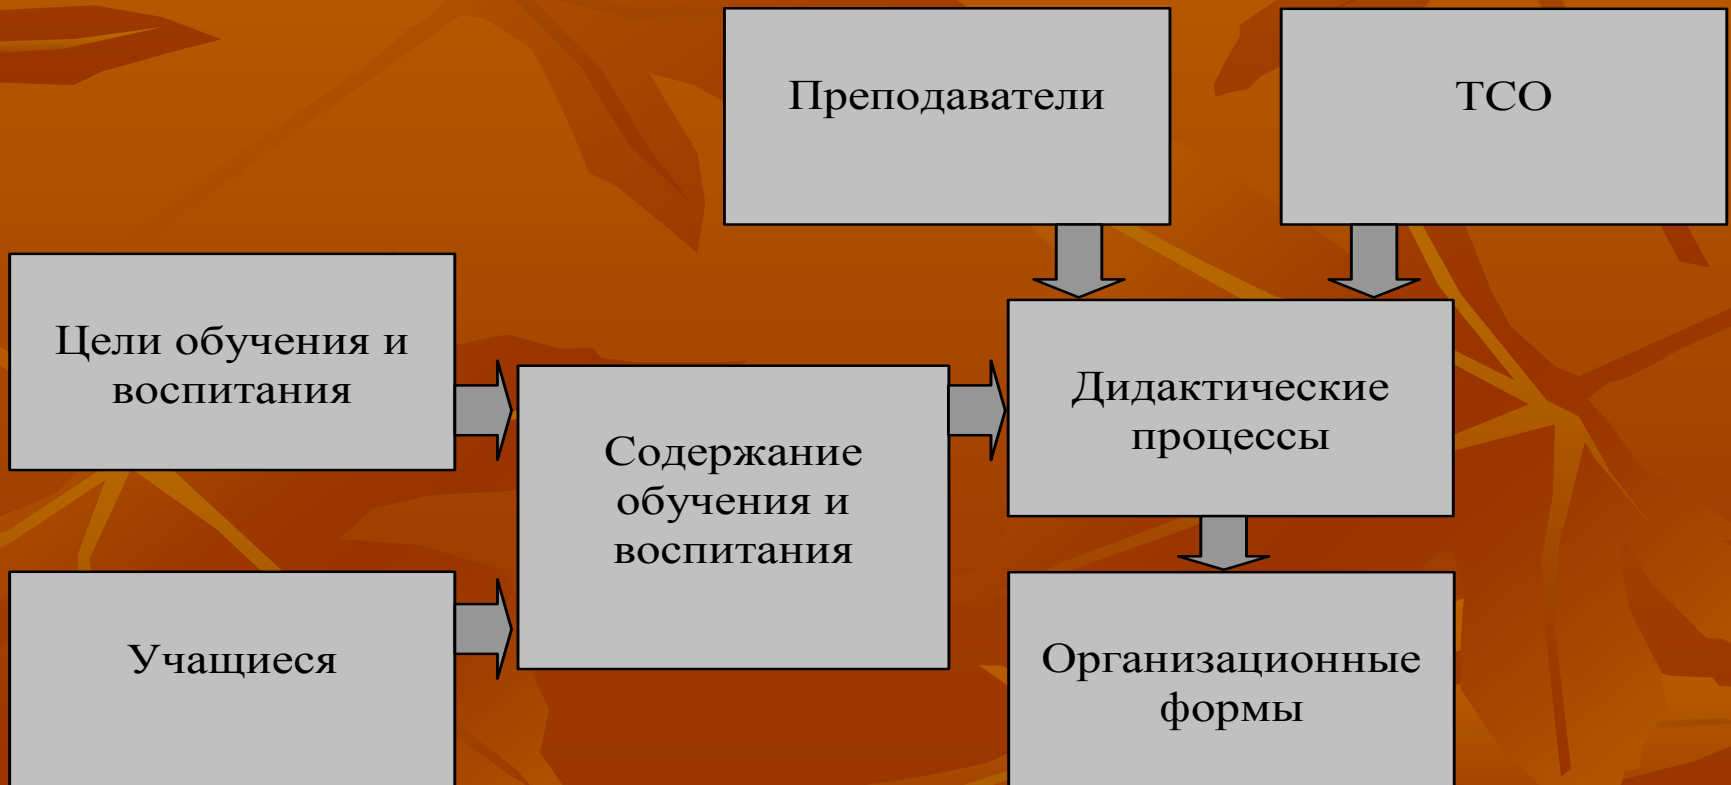 Преподаватели
ТСО
Цели обучения и
воспитания
Содержание
обучения и
воспитания
Дидактические
процессы
Учащиеся
Организационные
формы